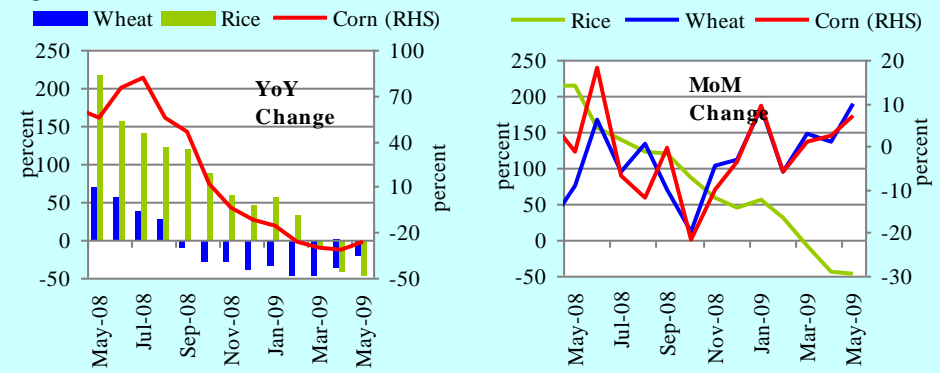 Wheat Rice Corn (RHS)
250
200
150
100
50
0
-50
percent
100
70
40
10
-20
-50
percent
YoY
Change
May-08
Jul-08
Sep-08
Nov-08
Jan-09
Mar-09
May-09
Rice Wheat Corn (RHS)
250
200
150
100
50
0
-50
percent
20
10
0
-10
-20
-30
percent
MoM
Change
May-08
Jul-08
Sep-08
Nov-08
Jan-09
Mar-09
May-09